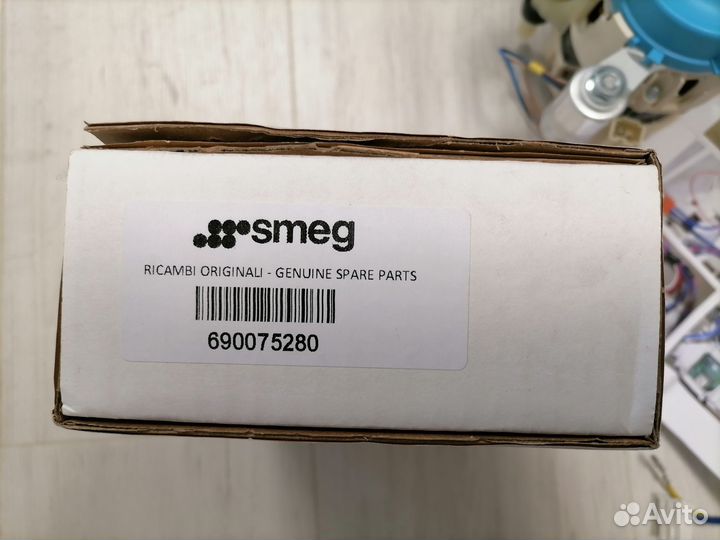 smeg
RICAMBI ORIGINALI - GENUINE SPARE PARTS
690075280
Avito